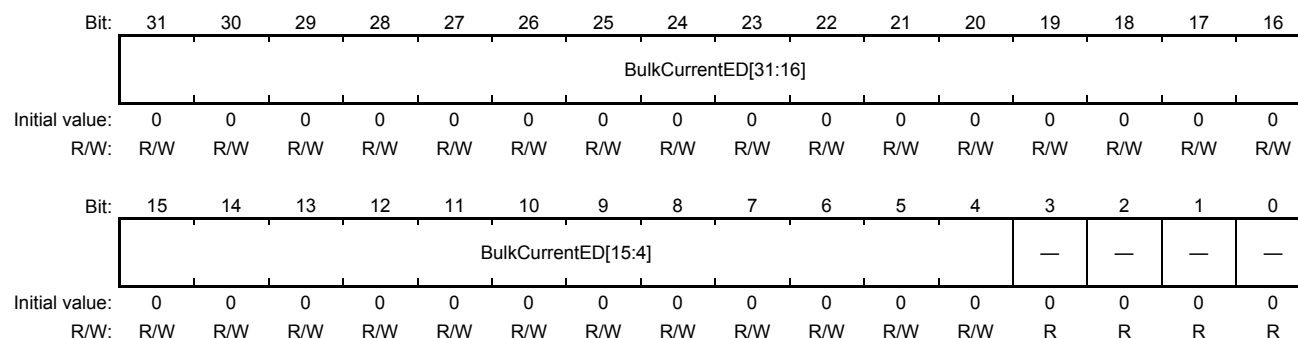 Bit: 31 30 29 28 27 26 25 24 23 22 21 20 19 18 17 16
BulkCurrentED[31:16]
Initial value: 0 0 0 0 0 0 0 0 0 0 0 0 0 0 0 0
R/W: R/W R/W R/W R/W R/W R/W R/W R/W R/W R/W R/W R/W R/W R/W R/W R/W
Bit: 15 14 13 12 11 10 9 8 7 6 5 4 3 2 1 0
BulkCurrentED[15:4] — — — —
Initial value: 0 0 0 0 0 0 0 0 0 0 0 0 0 0 0 0
R/W: R/W R/W R/W R/W R/W R/W R/W R/W R/W R/W R/W R/W R R R R